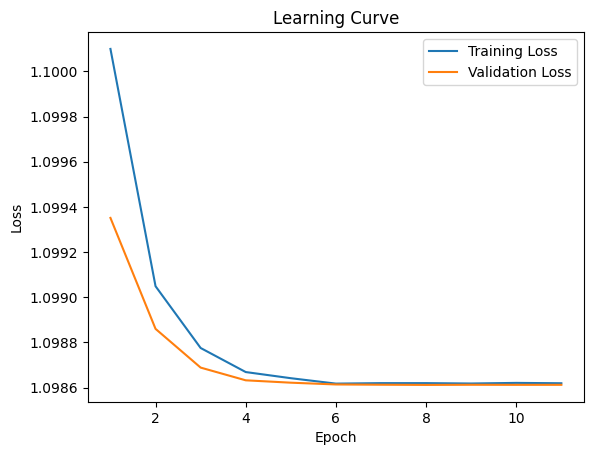 Learning Curve
Training Loss
Validation Loss
1.1000
1.0998
1.0996
1.0994
1.0992
1.0990
1.0988
1.0986
Loss
2
4
6
8
10
Epoch